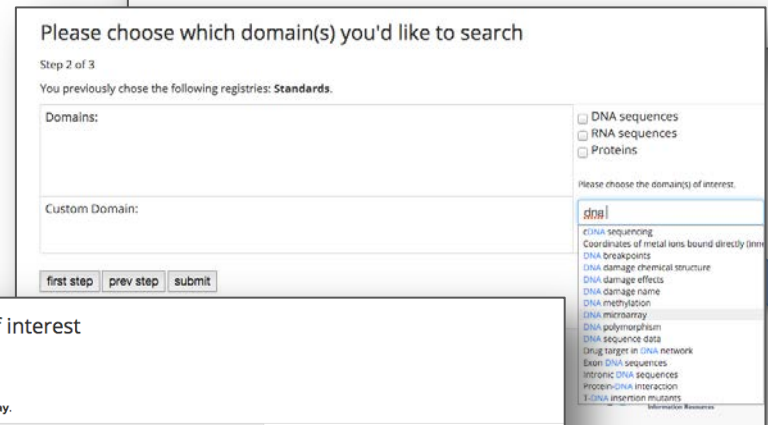 Please choose which domain(s) you'd like to search
Step 2 of 3
You previously chose the following registries: Standards.
Domains:
DNA sequences
RNA sequences
Proteins
Please choose the domain(s) of interest.
Custom Domain:
dna
cDNA sequencing
Coordinates of metal ions bound directly (inne
DNA breakpoints
DNA damage chemical structure
DNA damage effects
DNA damage name
DNA methylation
DNA microarray
DNA polymorphism
DNA sequence data
Drug target in DNA network
Exon DNA sequences
Intronic DNA sequences
Protein-DNA interaction
T-DNA insertion mutants
first step prev step submit
Information Resources
f interest
ay.